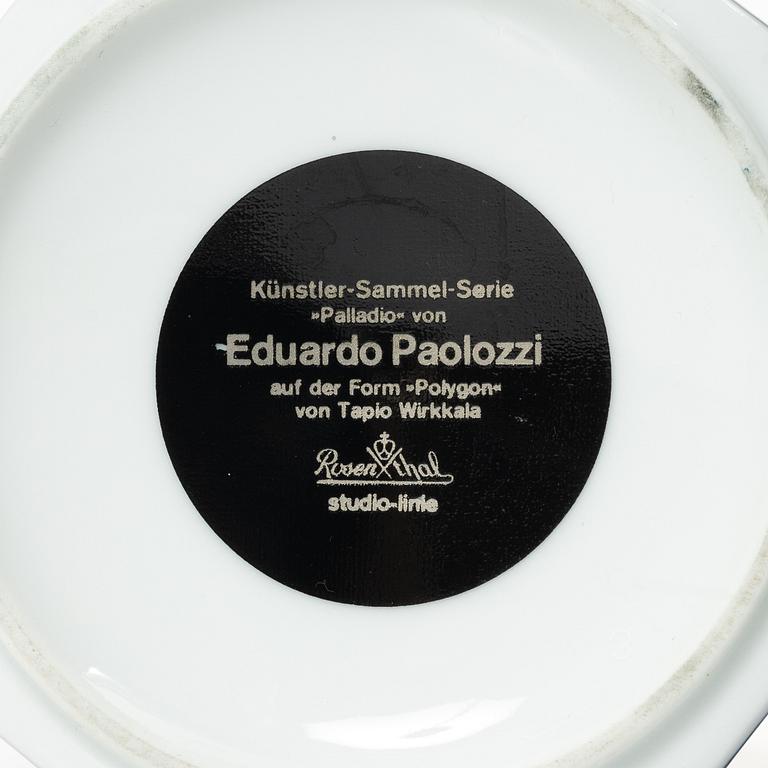 Künstler-Sammel-Serie
»Palladio« von
Eduardo Paolozzi
auf der Form »Polygon«
von Tapio Wirkkala
Rosenthal
studio-linie